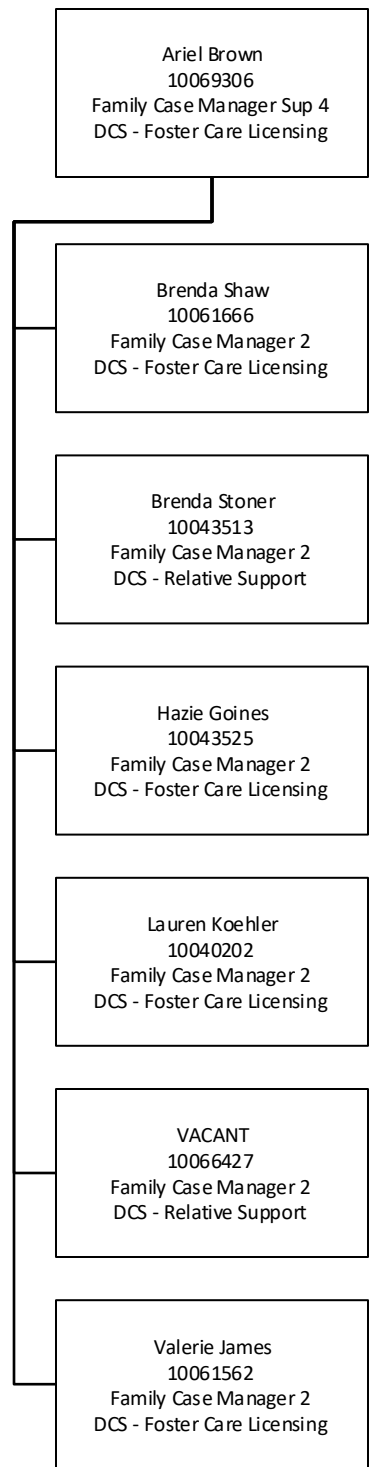 Ariel Brown
10069306
Family Case Manager Sup 4
DCS - Foster Care Licensing
Brenda Shaw
10061666
Family Case Manager 2
DCS - Foster Care Licensing
Brenda Stoner
10043513
Family Case Manager 2
DCS - Relative Support
Hazie Goines
10043525
Family Case Manager 2
DCS - Foster Care Licensing
Lauren Koehler
10040202
Family Case Manager 2
DCS - Foster Care Licensing
VACANT
10066427
Family Case Manager 2
DCS - Relative Support
Valerie James
10061562
Family Case Manager 2
DCS - Foster Care Licensing